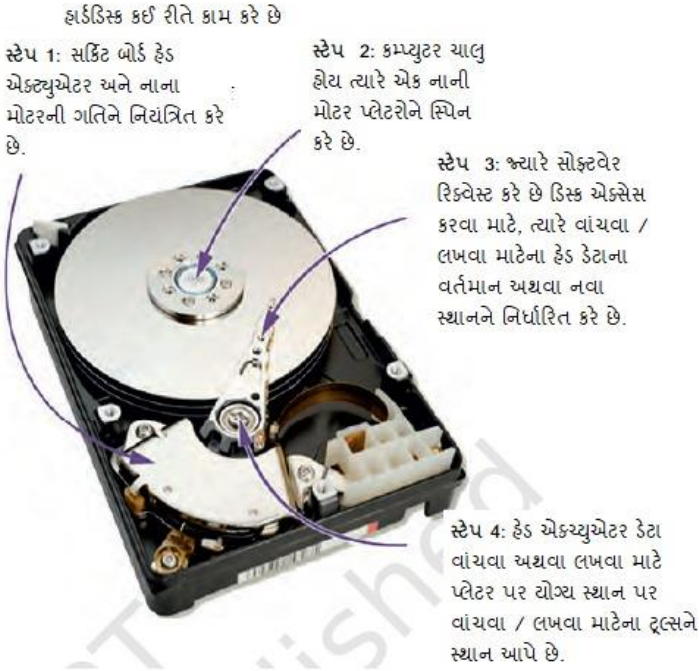 હાર્ડડિસ્ક કઈ રીતે કામ કરે છે
સ્ટેપ 1: સર્કિટ બોર્ડ હેડ
એક્ટ્યુએટર અને નાના
મોટરની ગતિને નિયંત્રિત કરે
છે.
સ્ટેપ 2: કમ્પ્યુટર ચાલુ
હોય ત્યારે એક નાની
મોટર પ્લેટરોને સ્પિન
કરે છે.
સ્ટેપ 3: જ્યારે સોફ્ટવેર
રિક્વેસ્ટ કરે છે ડિસ્ક એક્સેસ
કરવા માટે, ત્યારે વાંચવા /
લખવા માટેના હેડ ડેટાના
વર્તમાન અથવા નવા
સ્થાનને નિર્ધારિત કરે છે.
સ્ટેપ 4: હેડ એક્ચ્યુએટર ડેટા
વાંચવા અથવા લખવા માટે
પ્લેટર પર યોગ્ય સ્થાન પર
વાંચવા / લખવા માટેના ટૂલ્સને
સ્થાન આપે છે.